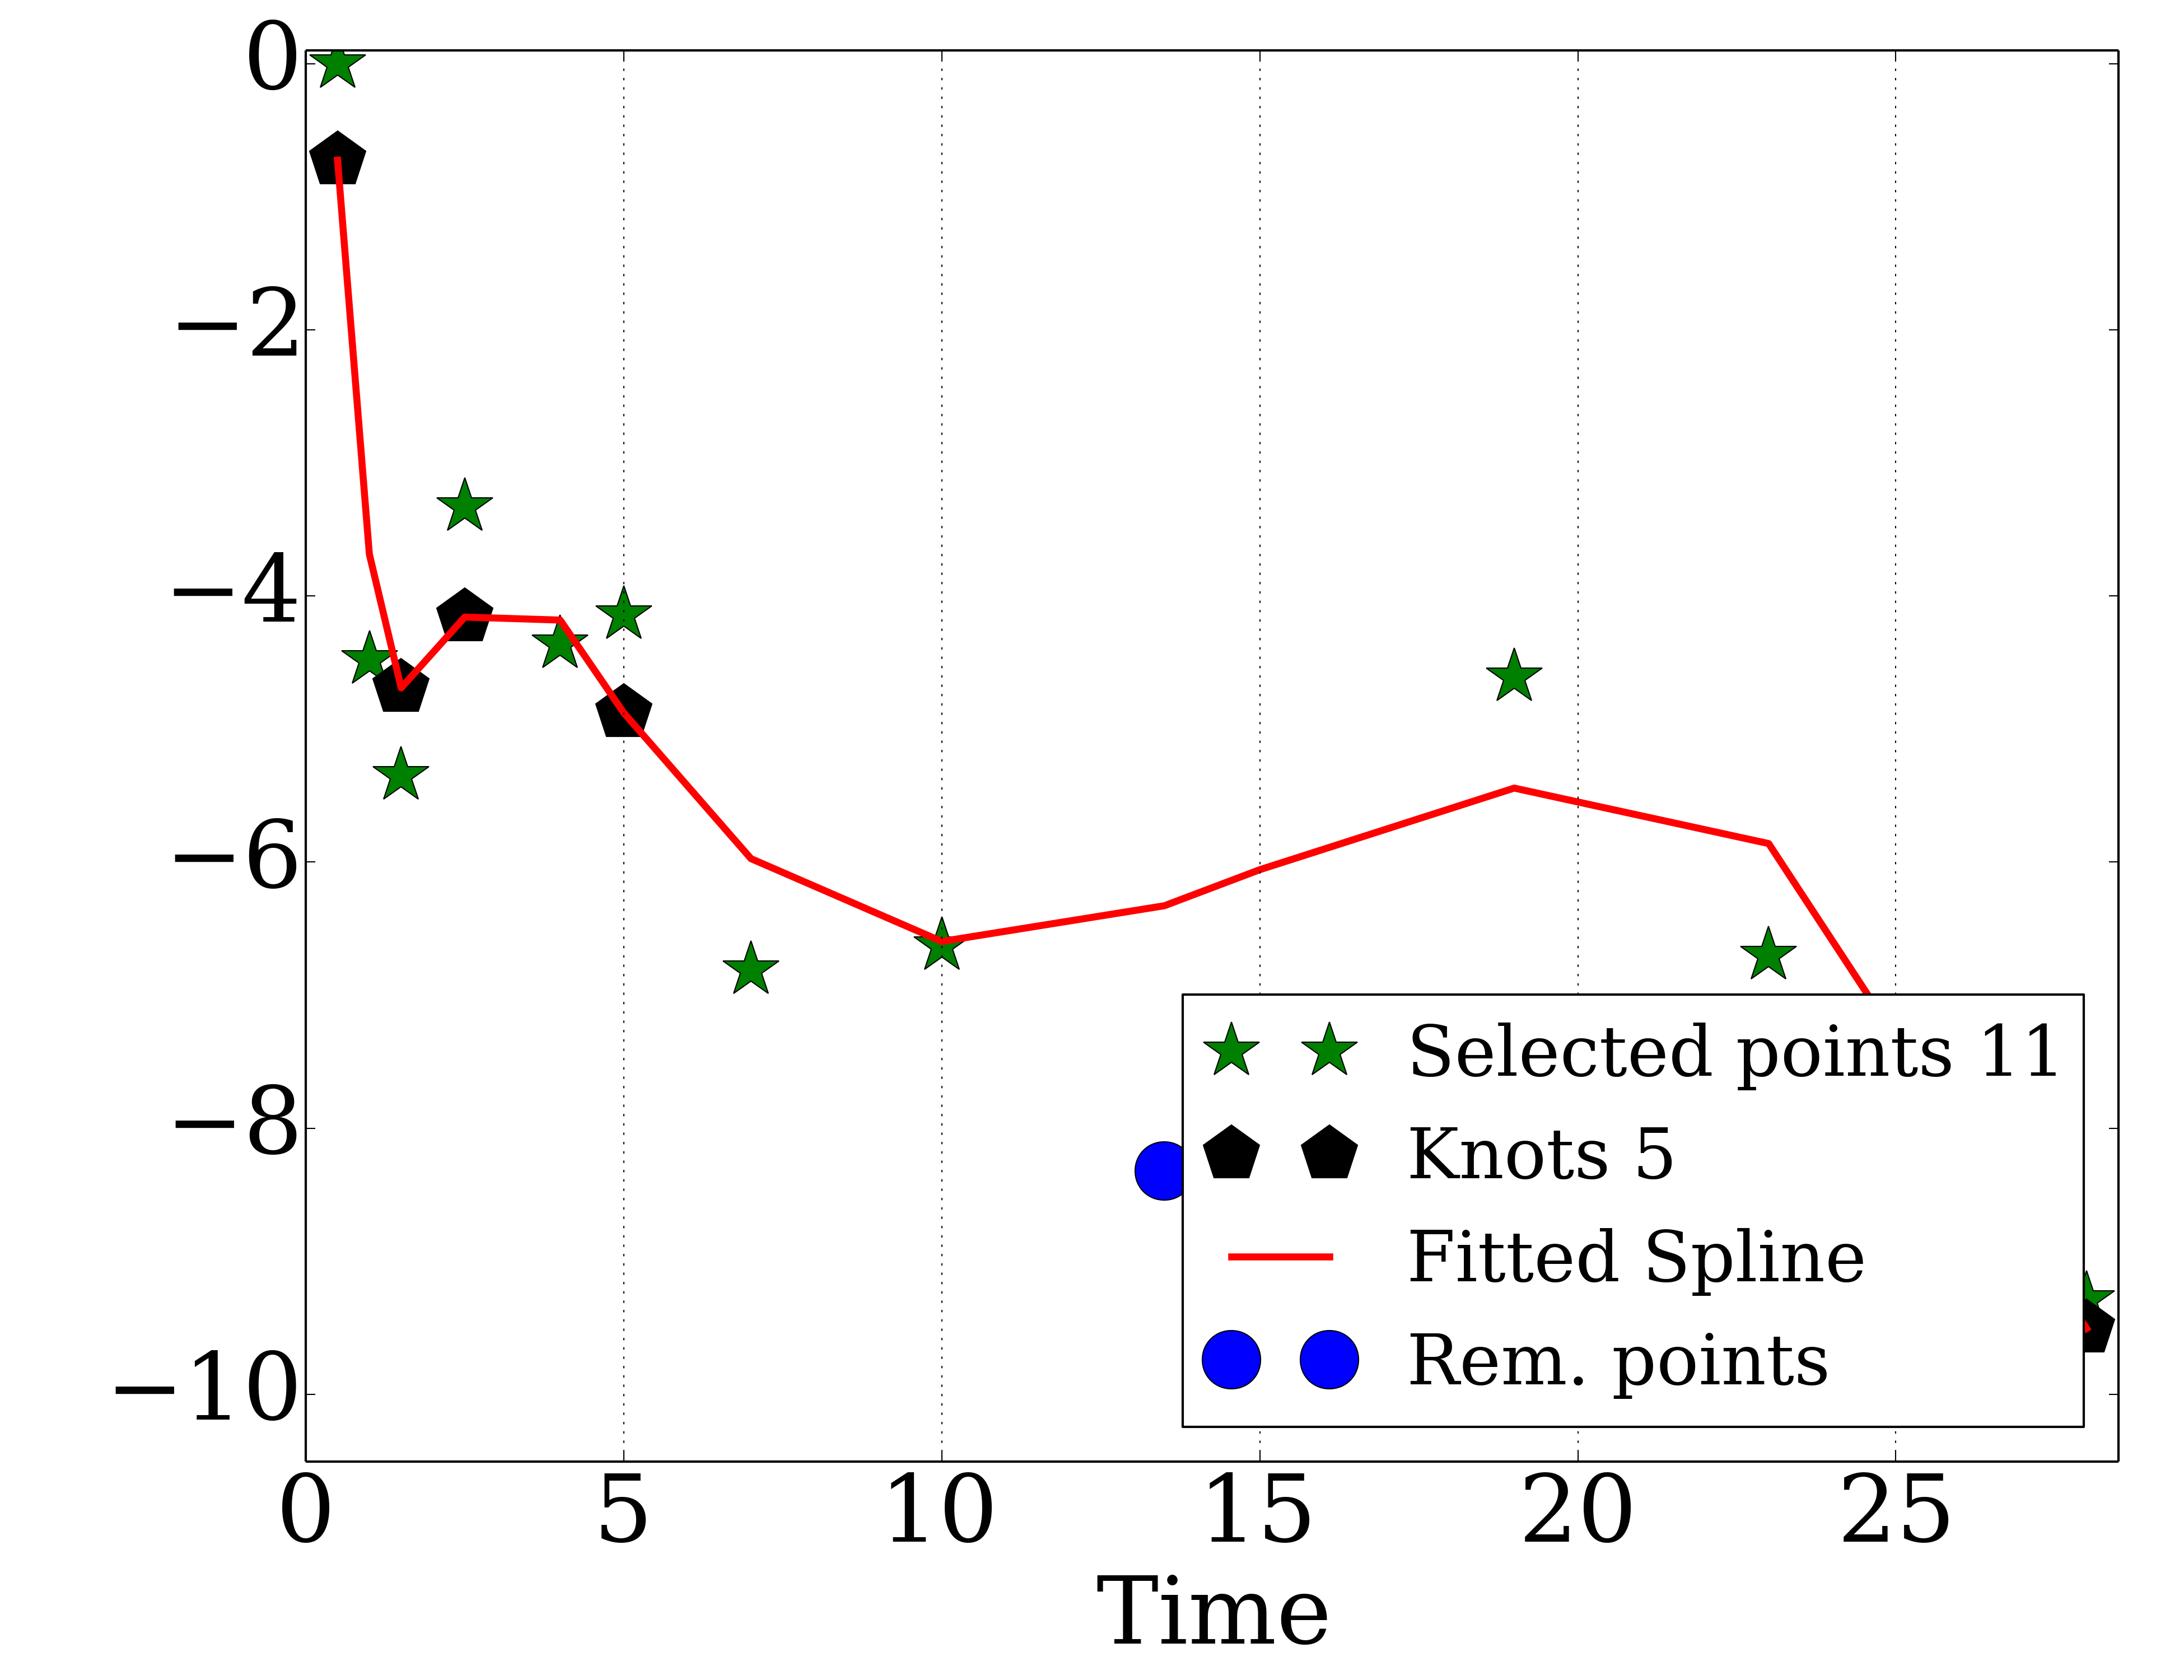 0
−2
−4
−6
−8
−10
Selected points 11
Knots 5
Fitted Spline
Rem. points
0 5 10 15 20 25
Time